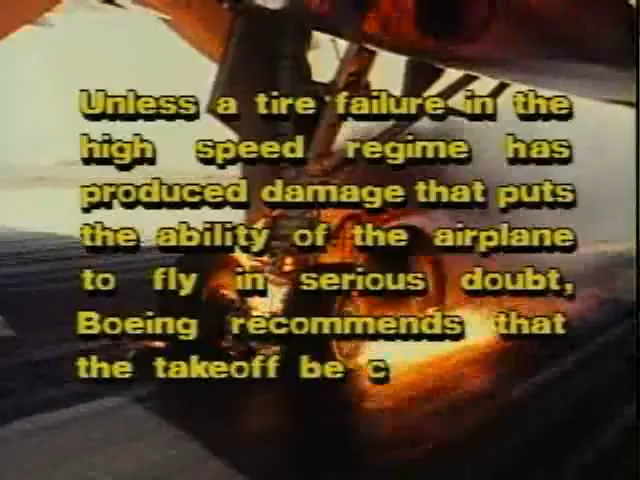 Unless a tire failure in the
high speed regime has
produced damage that puts
the ability of the airplane
to fly in serious doubt,
Boeing recommends that
the takeoff be c